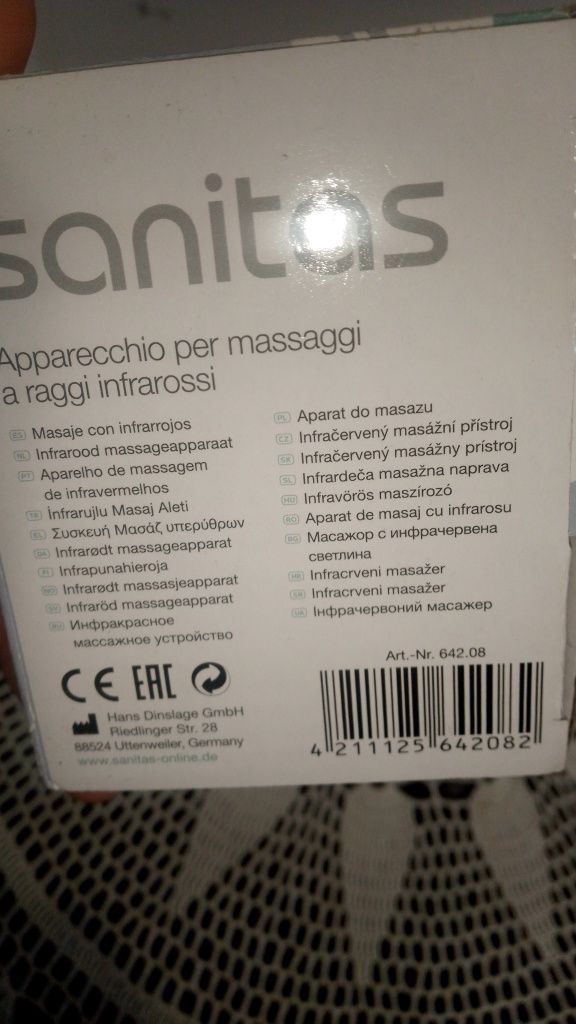 sanitas
Apparecchio per massaggi
a raggi infrarossi
ES Masaje con infrarrojos
NL Infrarood massageapparaat
PT Aparelho de massagem
de infravermelhos
TR İnfrarujlu Masaj Aleti
EL Συσκευή Μασάζ υπερύθρων
DA Infrarødt massageapparat
FI Infrapunahieroja
NO Infrarødt massasjeapparat
SV Infraröd massageapparat
RU Инфракрасное
массажное устройство
PL Aparat do masazu
CZ Infračervený masážní přístroj
SK Infračervený masážny prístroj
SL Infrardeča masažna naprava
HU Infravörös maszírozó
RO Aparat de masaj cu infrarosu
BG Масажор с инфрачервена
светлина
HR Infracrveni masažer
SR Infracrveni masažer
UA Інфрачервоний масажер
CE EAC
Hans Dinslage GmbH
Riedlinger Str. 28
88524 Uttenweiler, Germany
www.sanitas-online.de
Art.-Nr. 642.08
4 211125 642082